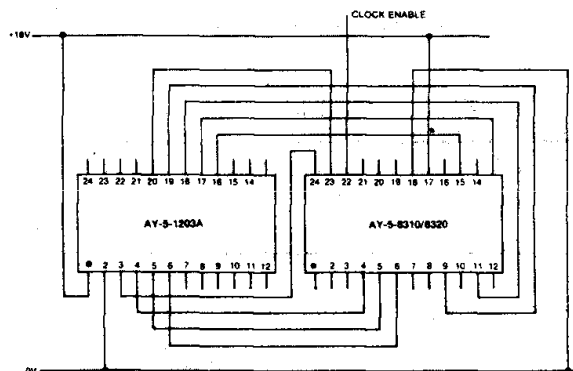 CLOCK ENABLE
+18V
24 23 22 21 20 19 18 17 16 15 14
24 23 22 21 20 19 18 17 16 15 14
AY-5-1203A
AY-5-8310/8320
2 3 4 5 6 7 8 9 10 11 12
2 3 4 5 6 7 8 9 10 11 12
0V